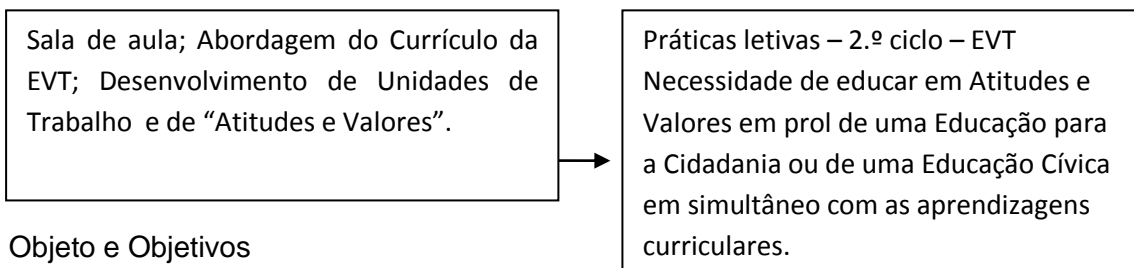 Sala de aula; Abordagem do Currículo da
EVT; Desenvolvimento de Unidades de
Trabalho e de “Atitudes e Valores”.
Práticas letivas – 2.º ciclo – EVT
Necessidade de educar em Atitudes e
Valores em prol de uma Educação para
a Cidadania ou de uma Educação Cívica
em simultâneo com as aprendizagens
curriculares.
Objeto e Objetivos